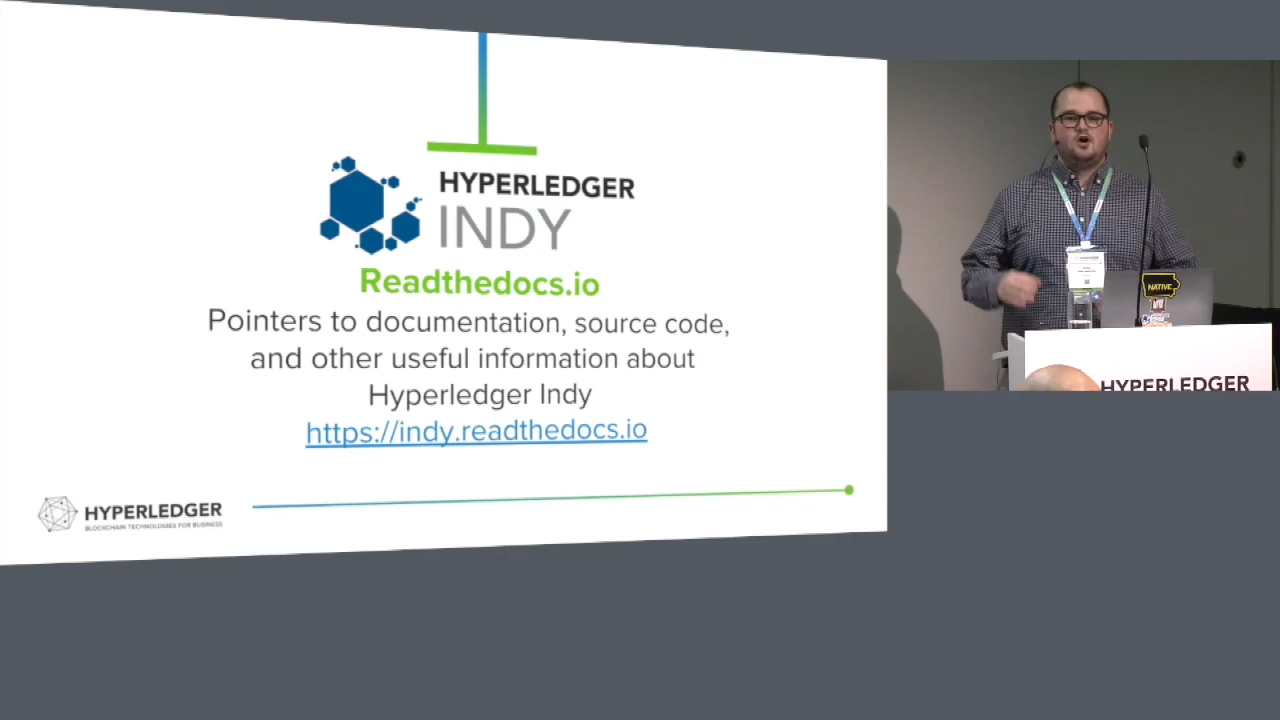 HYPERLEDGER
INDY
Readthedocs.io
Pointers to documentation, source code,
and other useful information about
Hyperledger Indy
https://indy.readthedocs.io
HYPERLEDGER
BLOCKCHAIN TECHNOLOGIES FOR BUSINESS
NATIVE
HYPERLEDGER